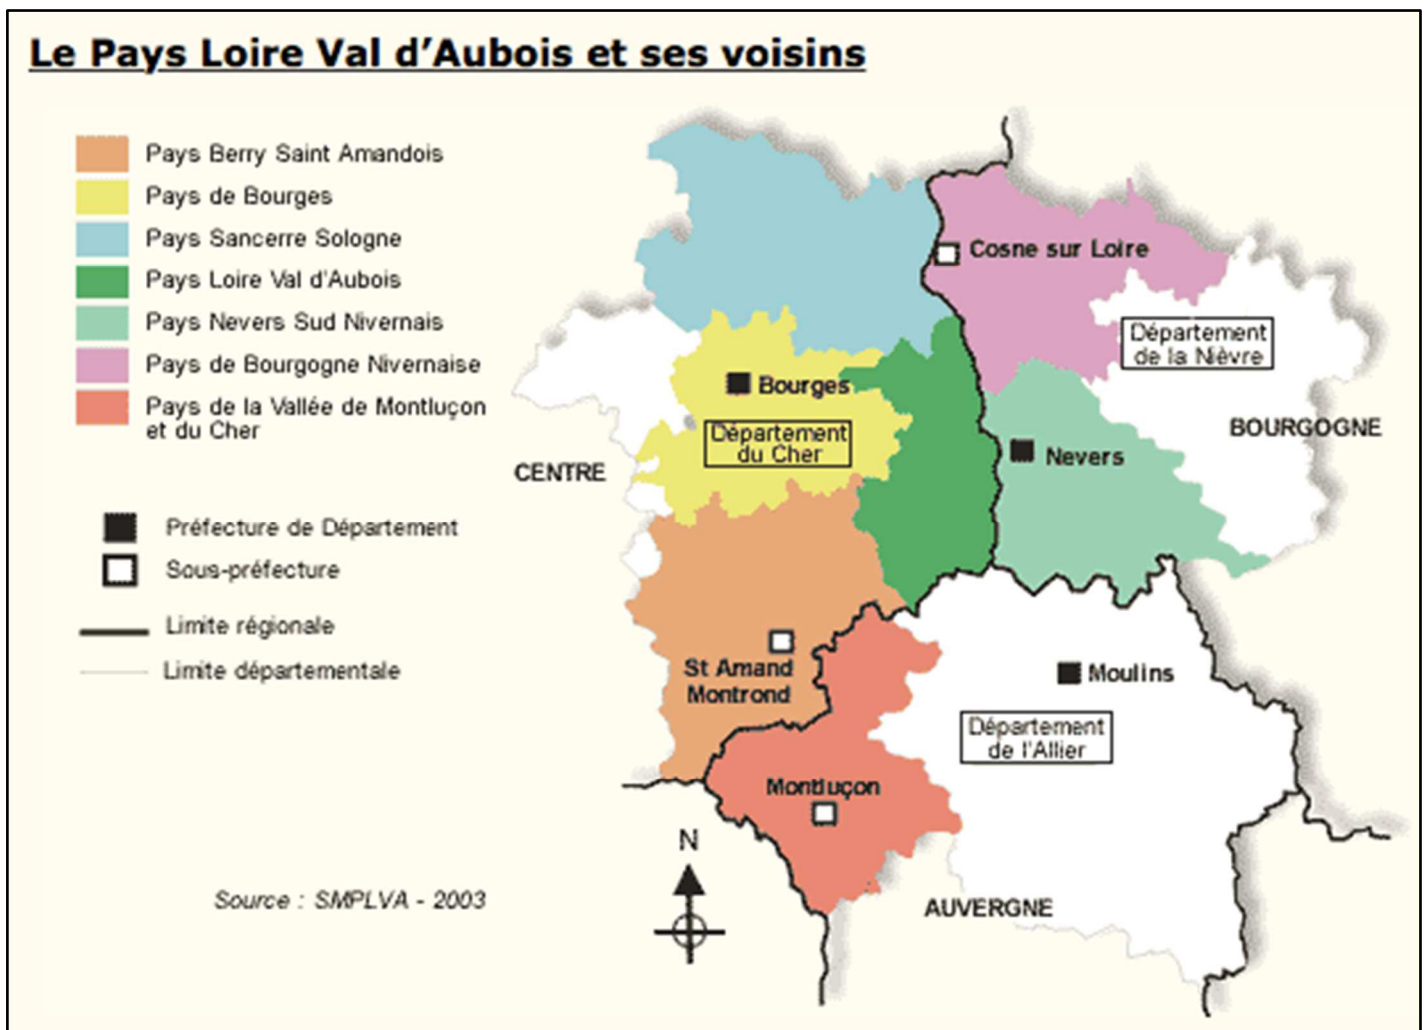 Le Pays Loire Val d'Aubois et ses voisins
Pays Berry Saint Amandois
Pays de Bourges
Pays Sancerre Sologne
Pays Loire Val d'Aubois
Pays Nevers Sud Nivernais
Pays de Bourgogne Nivernaise
Pays de la Vallée de Montluçon
et du Cher
Préfecture de Département
Sous-préfecture
Limite régionale
Limite départementale
Source : SMPLVA - 2003
N
Cosne sur Loire
Département
de la Nièvre
Bourges
BOURGOGNE
Département
du Cher
Nevers
CENTRE
St Amand
Montrond
Moulins
Département
de l'Allier
Montluçon
AUVERGNE